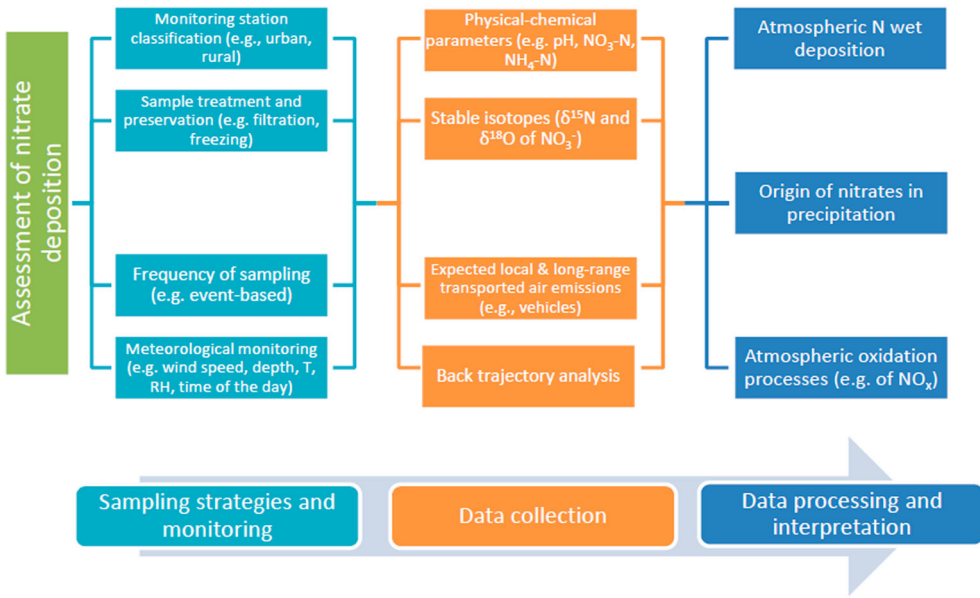 Assessment of nitrate
deposition
Monitoring station
classification (e.g., urban,
rural)
Sample treatment and
preservation (e.g. filtration,
freezing)
Frequency of sampling
(e.g. event-based)
Meteorological monitoring
(e.g. wind speed, depth, T,
RH, time of the day)
Physical-chemical
parameters (e.g. pH, NO₃-N,
NH₄-N)
Stable isotopes (δ¹⁵N and
δ¹⁸O of NO₃⁻)
Expected local & long-range
transported air emissions
(e.g., vehicles)
Back trajectory analysis
Atmospheric N wet
deposition
Origin of nitrates in
precipitation
Atmospheric oxidation
processes (e.g. of NOₓ)
Sampling strategies and
monitoring
Data collection
Data processing and
interpretation